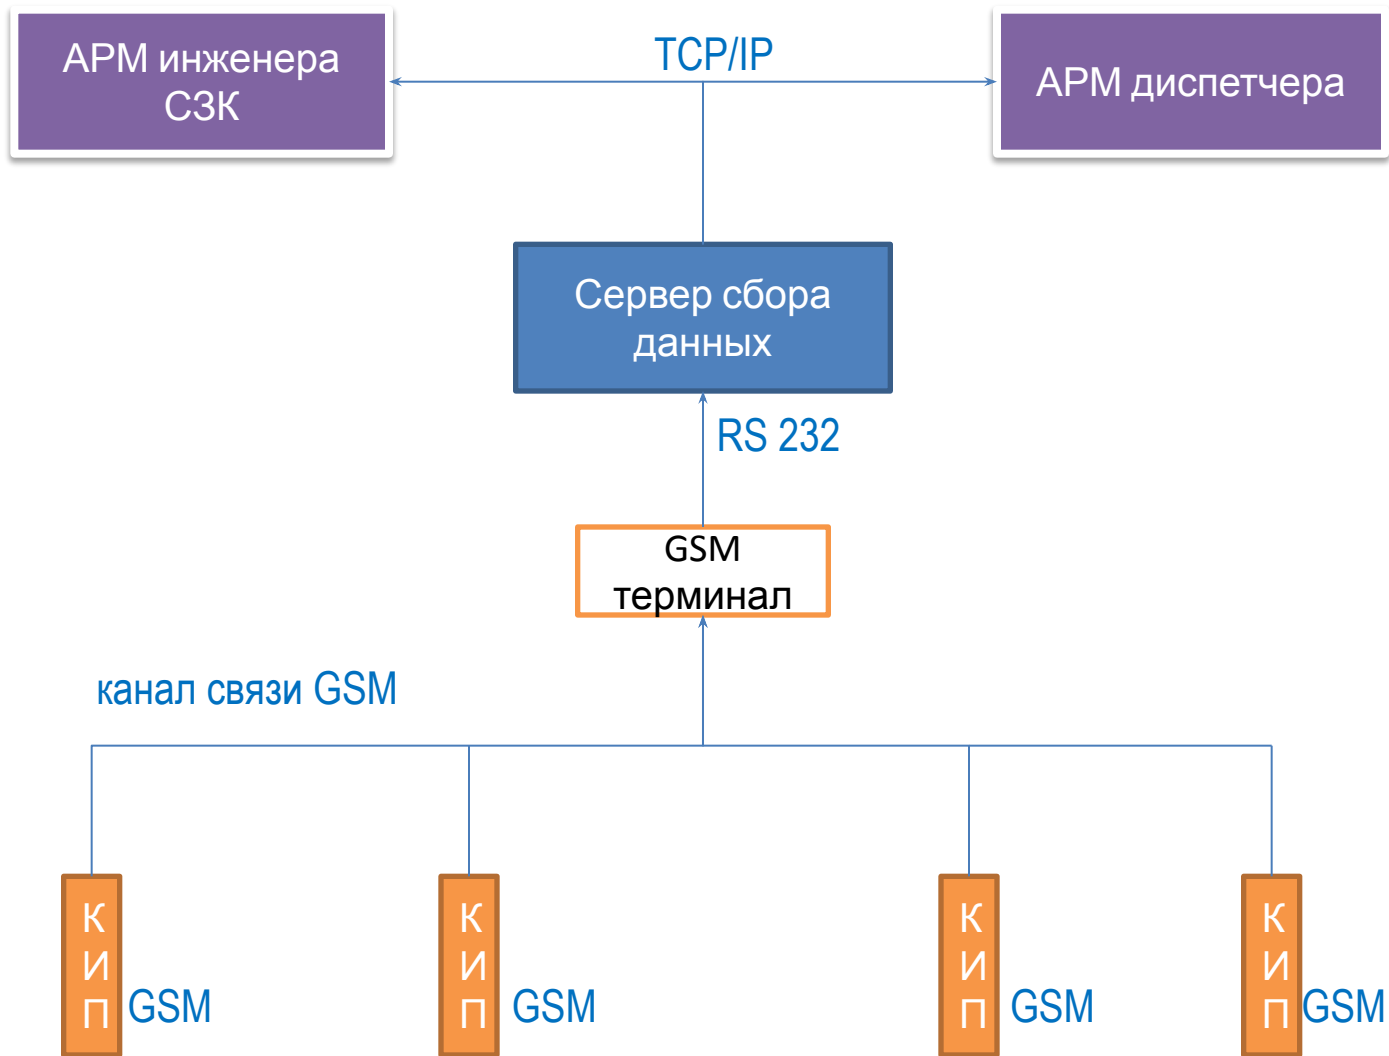 АРМ инженера
СЗК
TCP/IP
АРМ диспетчера
Сервер сбора
данных
RS 232
GSM
терминал
канал связи GSM
К
И
П
GSM
К
И
П
GSM
К
И
П
GSM
К
И
П
GSM